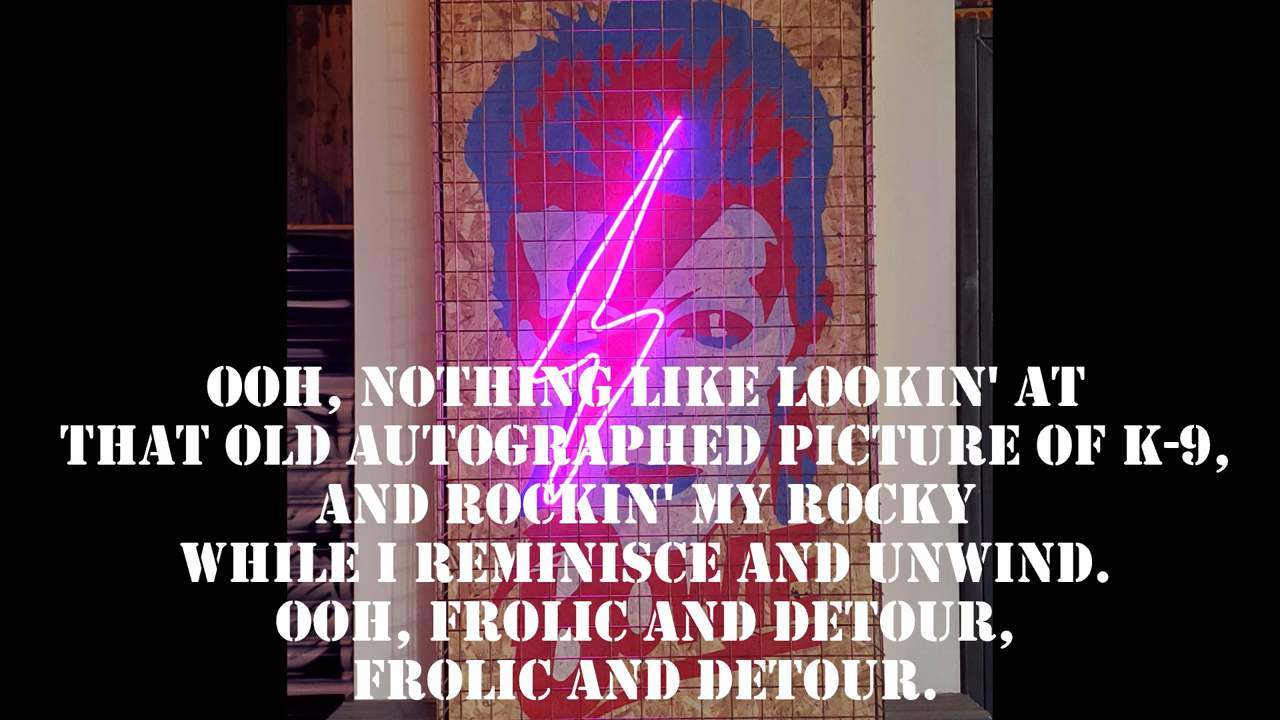 OOH, NOTHING LIKE LOOKIN' AT
THAT OLD AUTOGRAPHED PICTURE OF K-9,
AND ROCKIN' MY ROCKY
WHILE I REMINISCE AND UNWIND.
OOH, FROLIC AND DETOUR,
FROLIC AND DETOUR.